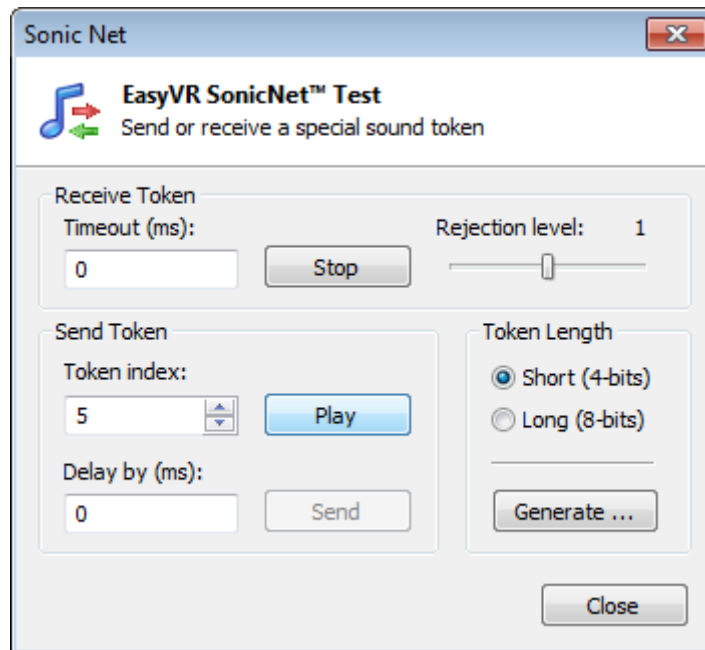 Sonic Net
EasyVR SonicNet™ Test
Send or receive a special sound token
Receive Token
Timeout (ms):
0
Stop
Rejection level: 1
Send Token
Token index:
5
Play
Delay by (ms):
0
Send
Token Length
Short (4-bits)
Long (8-bits)
Generate ...
Close